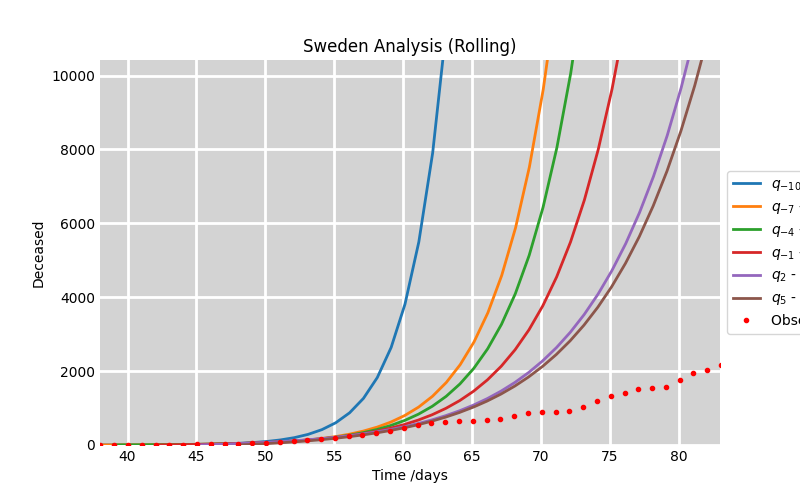 Sweden Analysis (Rolling)
10000
8000
6000
4000
2000
0
Deceased
40 45 50 55 60 65 70 75 80
Time /days
q−10
q−7
q−4
q−1
q2 -
q5 -